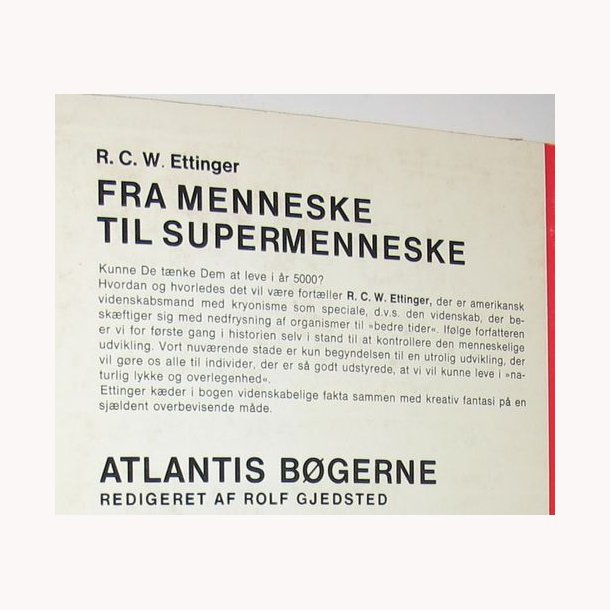 R. C. W. Ettinger
FRA MENNESKE
TIL SUPERMENNESKE
Kunne De tænke Dem at leve i år 5000?
Hvordan og hvorledes det vil være fortæller R. C. W. Ettinger, der er amerikansk
videnskabsmand med kryonisme som speciale, d.v.s. den videnskab, der be-
skæftiger sig med nedfrysning af organismer til »bedre tider«. Ifølge forfatteren
er vi for første gang i historien selv i stand til at kontrollere den menneskelige
udvikling. Vort nuværende stade er kun begyndelsen til en utrolig udvikling, der
vil gøre os alle til individer, der er så godt udstyrede, at vi vil kunne leve i »na-
turlig lykke og overlegenhed«.
Ettinger kæder i bogen videnskabelige fakta sammen med kreativ fantasi på en
sjældent overbevisende måde.
ATLANTIS BØGERNE
REDIGERET AF ROLF GJEDSTED